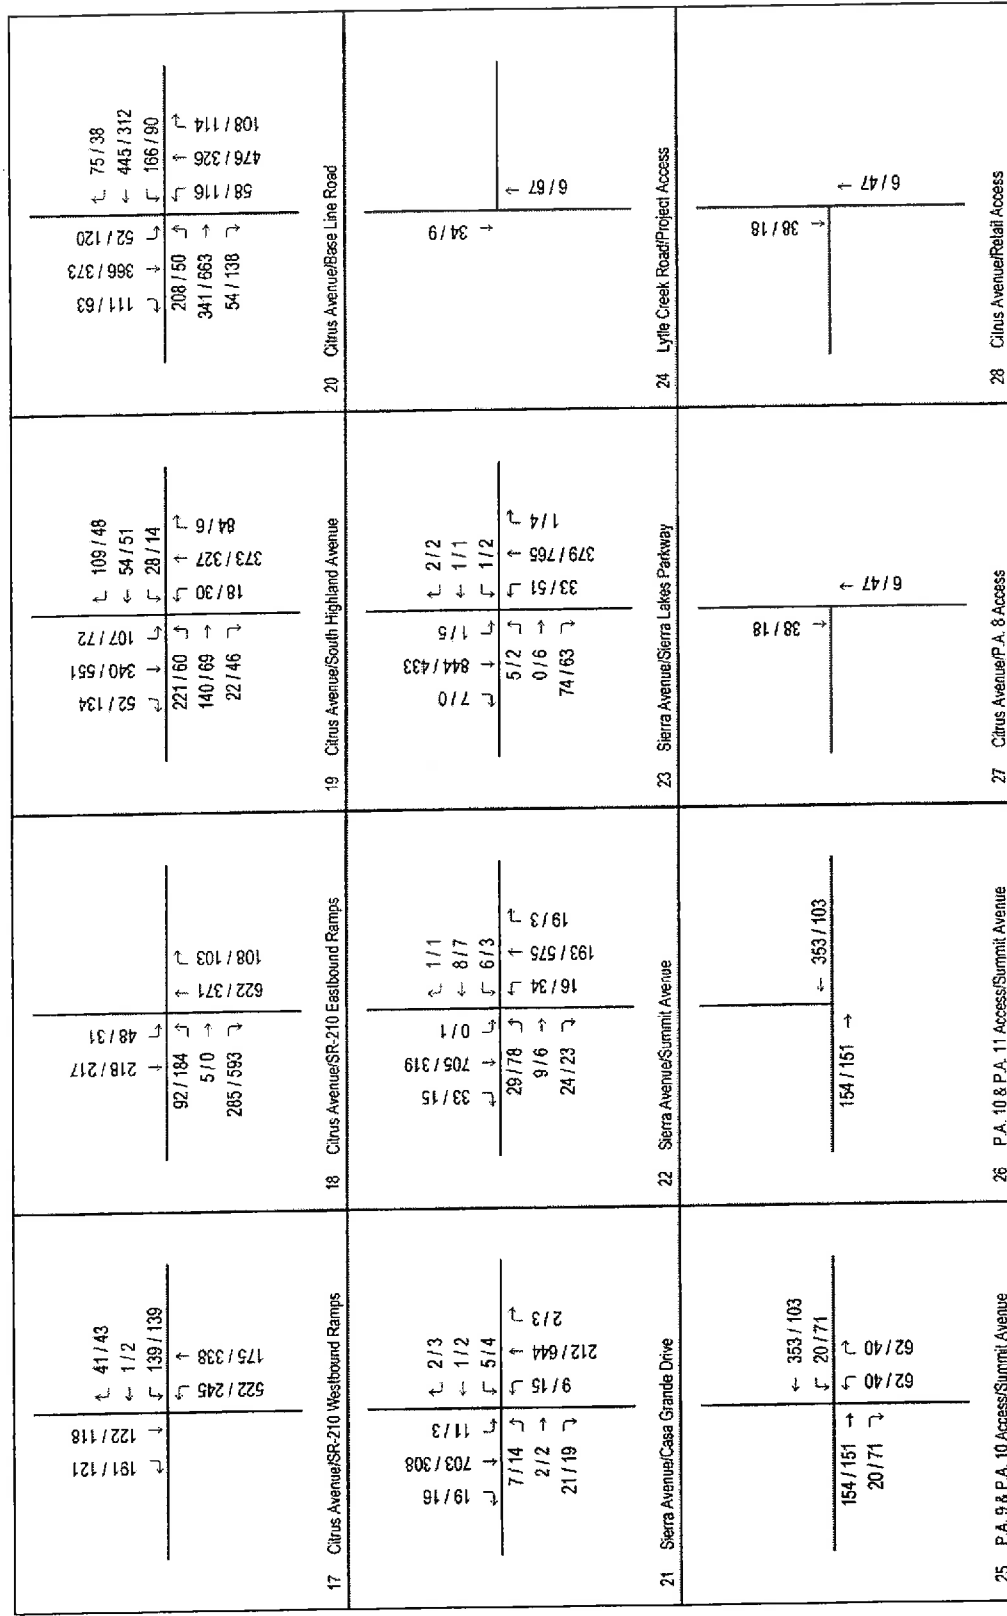 191 / 121
122 / 118
41 / 43
1 / 2
139 / 139
522 / 245
175 / 338
17 Citrus Avenue/SR-210 Westbound Ramps
218 / 217
48 / 31
92 / 184
5 / 0
285 / 593
622 / 371
108 / 103
18 Citrus Avenue/SR-210 Eastbound Ramps
52 / 134
340 / 551
107 / 72
109 / 48
54 / 51
28 / 14
221 / 60
140 / 69
22 / 46
18 / 30
373 / 327
84 / 6
19 Citrus Avenue/South Highland Avenue
111 / 63
366 / 373
52 / 120
75 / 38
445 / 312
166 / 90
208 / 50
341 / 663
54 / 138
58 / 116
476 / 326
108 / 114
20 Citrus Avenue/Base Line Road
19 / 16
703 / 308
11 / 3
2 / 3
1 / 2
5 / 4
7 / 14
2 / 2
21 / 19
9 / 15
212 / 644
2 / 3
21 Sierra Avenue/Casa Grande Drive
33 / 15
705 / 319
0 / 1
1 / 1
8 / 7
6 / 3
29 / 78
9 / 6
24 / 23
16 / 34
193 / 575
19 / 3
22 Sierra Avenue/Summit Avenue
7 / 0
844 / 433
1 / 5
2 / 2
1 / 1
1 / 2
5 / 2
0 / 6
74 / 63
33 / 51
379 / 765
1 / 4
23 Sierra Avenue/Sierra Lakes Parkway
34 / 9
6 / 67
24 Lytle Creek Road/Project Access
353 / 103
20 / 71
154 / 151
20 / 71
62 / 40
62 / 40
25 P.A. 9 & P.A. 10 Access/Summit Avenue
353 / 103
154 / 151
26 P.A. 10 & P.A. 11 Access/Summit Avenue
38 / 18
6 / 47
27 Citrus Avenue/P.A. 8 Access
38 / 18
6 / 47
28 Citrus Avenue/Retail Access